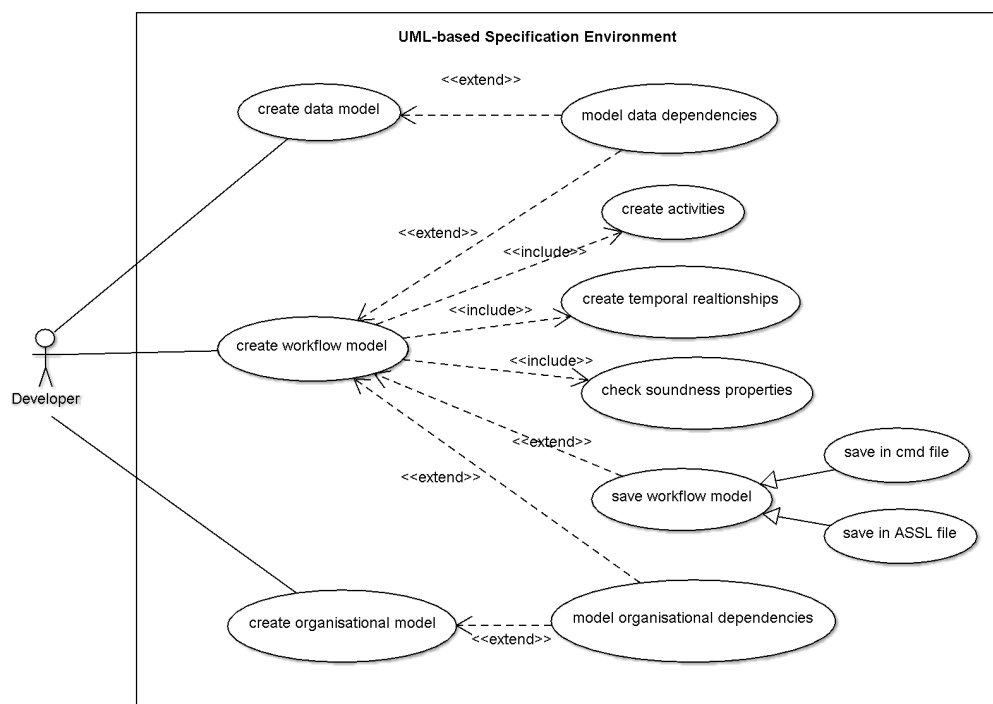 UML-based Specification Environment
<<extend>>
create data model
model data dependencies
create activities
<<extend>>
<<include>>
create temporal realtionships
<<include>>
create workflow model
<<include>>
check soundness properties
Developer
<<extend>>
save in cmd file
<<extend>>
save workflow model
save in ASSL file
create organisational model
model organisational dependencies
<<extend>>